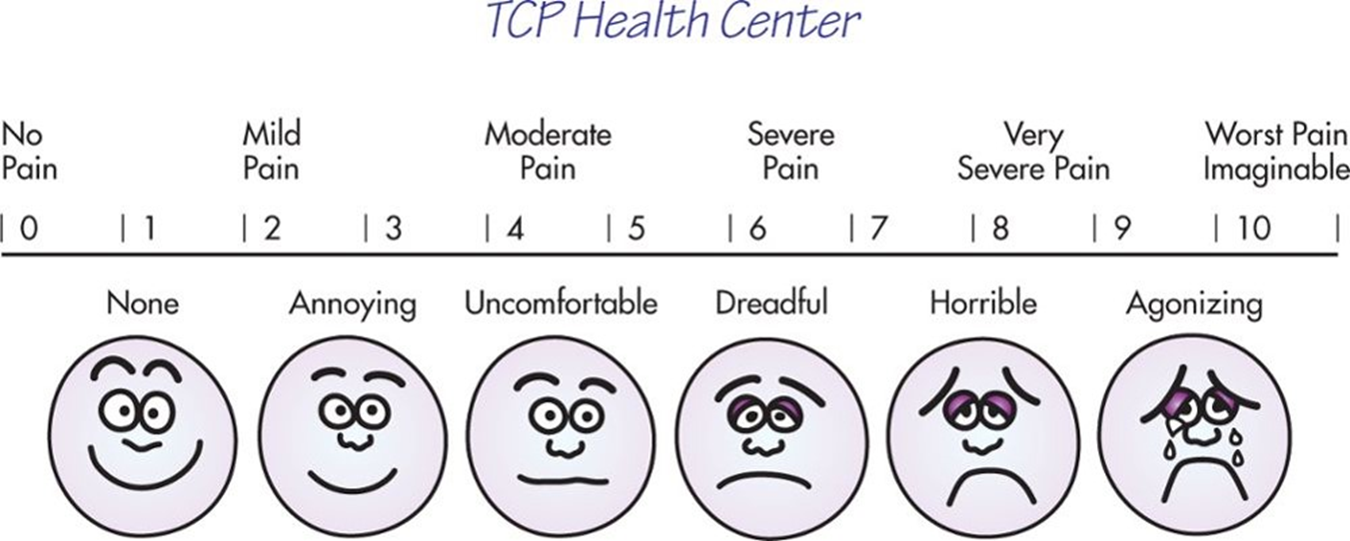 TCP Health Center
No Pain
Mild Pain
Moderate Pain
Severe Pain
Very Severe Pain
Worst Pain Imaginable
0 1 2 3 4 5 6 7 8 9 10
None Annoying Uncomfortable Dreadful Horrible Agonizing